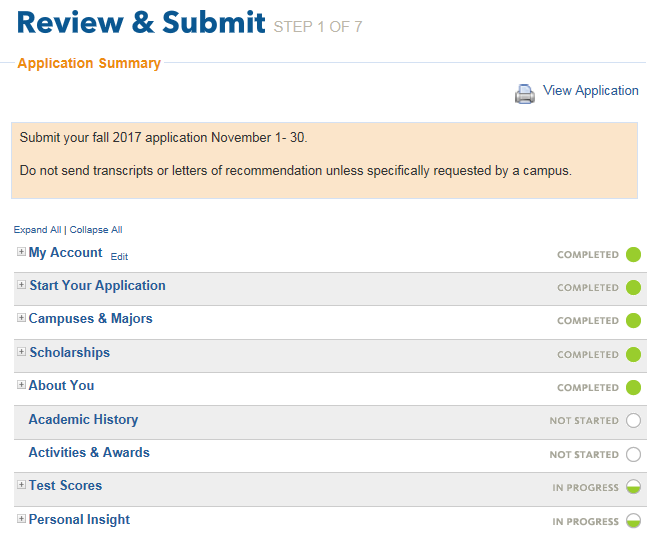 Review & Submit STEP 1 OF 7
Application Summary
View Application
Submit your fall 2017 application November 1- 30.
Do not send transcripts or letters of recommendation unless specifically requested by a campus.
Expand All | Collapse All
My Account Edit COMPLETED
Start Your Application COMPLETED
Campuses & Majors COMPLETED
Scholarships COMPLETED
About You COMPLETED
Academic History NOT STARTED
Activities & Awards NOT STARTED
Test Scores IN PROGRESS
Personal Insight IN PROGRESS